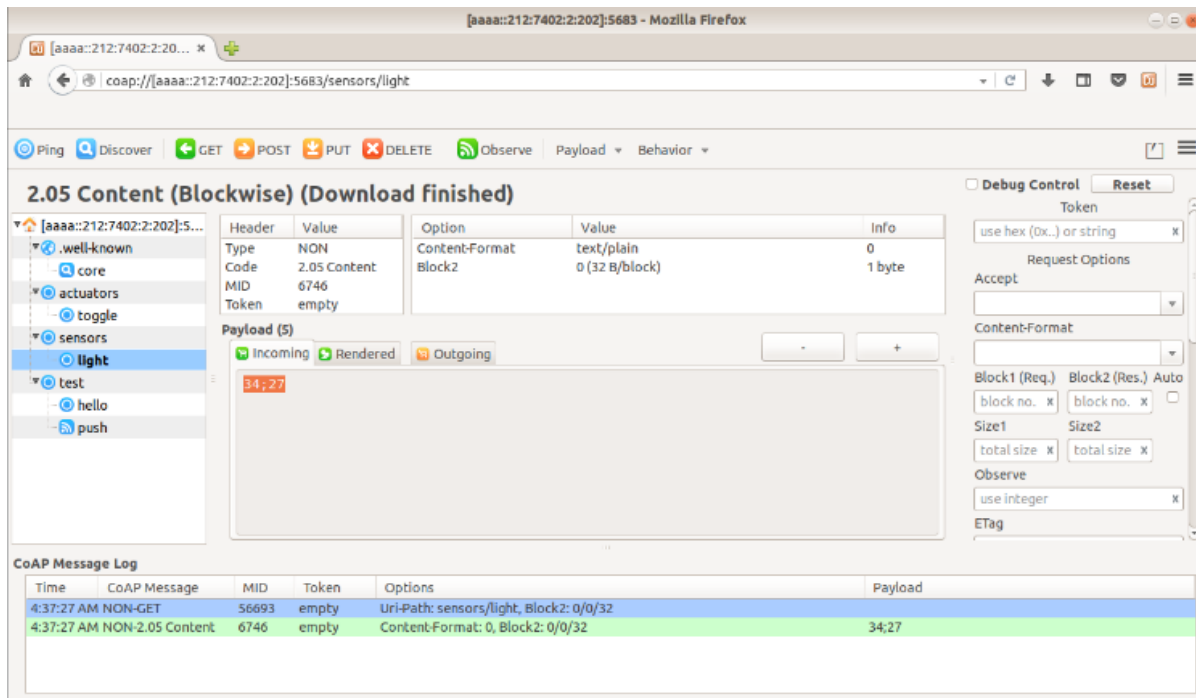 [aaaa::212:7402:2:202]:5683 - Mozilla Firefox
[aaaa::212:7402:2:20... ×
coap://[aaaa::212:7402:2:202]:5683/sensors/light
Ping Discover GET POST PUT DELETE Observe Payload Behavior
2.05 Content (Blockwise) (Download finished)
Debug Control Reset
[aaaa::212:7402:2:202]:5...
.well-known
core
actuators
toggle
sensors
light
test
hello
push
Header Value
Type NON
Code 2.05 Content
MID 6746
Token empty
Option Value Info
Content-Format text/plain 0
Block2 0 (32 B/block) 1 byte
Payload (5)
- +
Incoming Rendered Outgoing
34;27
Token
use hex (0x..) or string x
Request Options
Accept
Content-Format
Block1 (Req.) Block2 (Res.) Auto
block no. x block no. x
Size1 Size2
total size x total size x
Observe
use integer x
ETag
CoAP Message Log
Time CoAP Message MID Token Options Payload
4:37:27 AM NON-GET 56693 empty Uri-Path: sensors/light, Block2: 0/0/32
4:37:27 AM NON-2.05 Content 6746 empty Content-Format: 0, Block2: 0/0/32 34;27